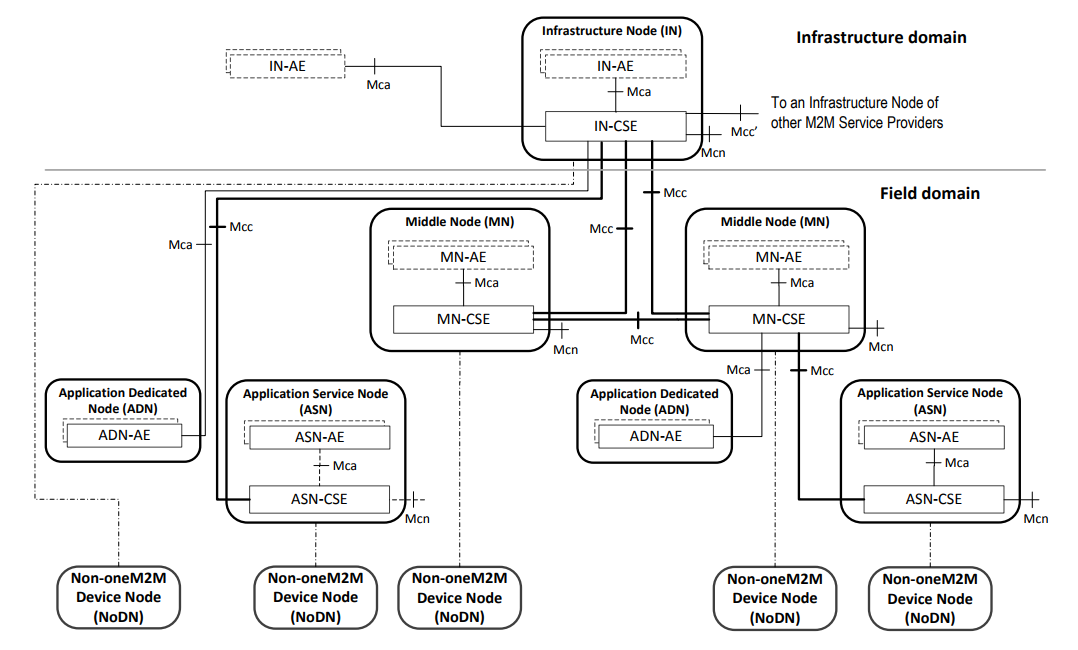 Infrastructure Node (IN)
Infrastructure domain
IN-AE
IN-AE
Mca
Mca
To an Infrastructure Node of
other M2M Service Providers
IN-CSE
Mcc’
Mcn
Field domain
Mcc
Mcc
Mca
Mcc
Middle Node (MN)
MN-AE
Mca
MN-CSE
Mcn
Mcc
Middle Node (MN)
MN-AE
Mca
MN-CSE
Mcn
Mca
Mcc
Application Dedicated
Node (ADN)
ADN-AE
Application Service Node
(ASN)
ASN-AE
Mca
ASN-CSE
Mcn
Application Dedicated
Node (ADN)
ADN-AE
Application Service Node
(ASN)
ASN-AE
Mca
ASN-CSE
Mcn
Non-oneM2M
Device Node
(NoDN)
Non-oneM2M
Device Node
(NoDN)
Non-oneM2M
Device Node
(NoDN)
Non-oneM2M
Device Node
(NoDN)
Non-oneM2M
Device Node
(NoDN)